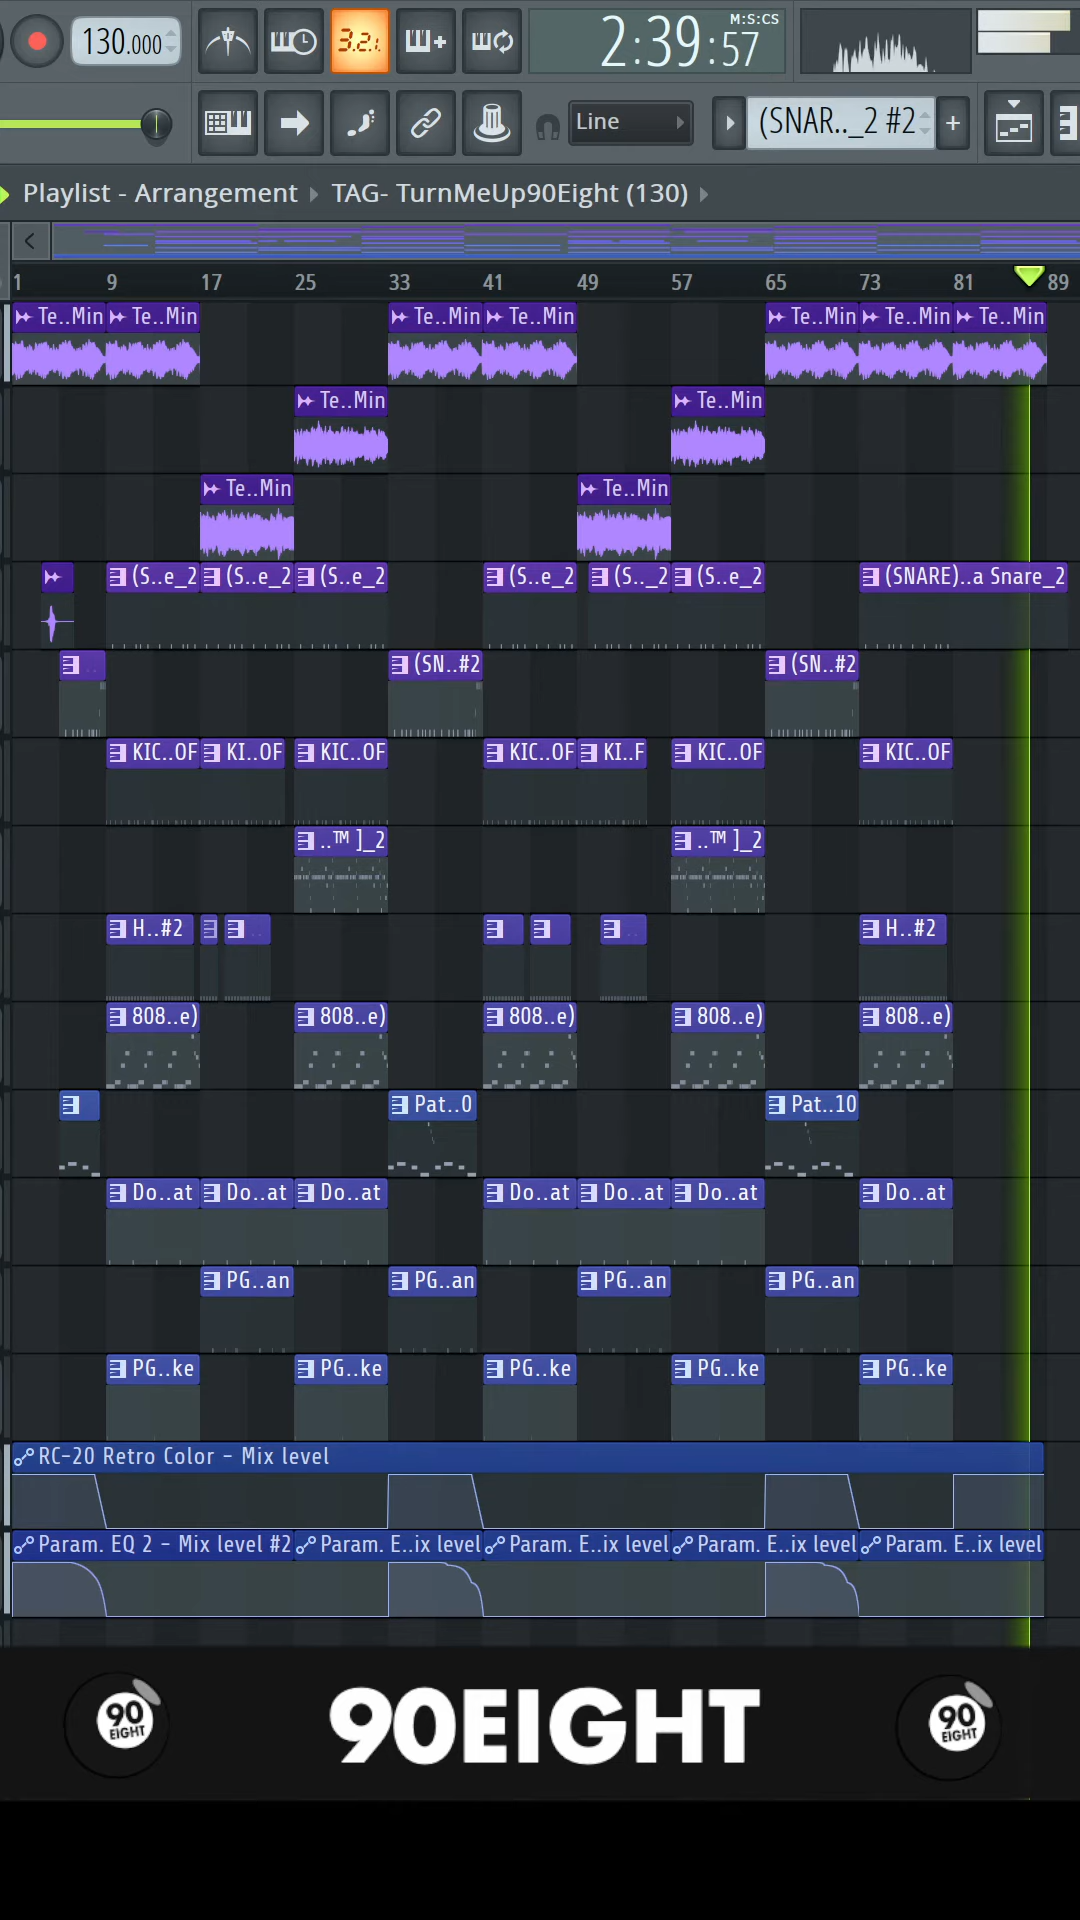 130.000
3.2.1.
2:39:57
M:S:CS
Line
(SNAR.._2 #2
+
Playlist - Arrangement
TAG- TurnMeUp90Eight (130)
1 9 17 25 33 41 49 57 65 73 81 89
Te..Min Te..Min Te..Min Te..Min Te..Min Te..Min Te..Min
Te..Min Te..Min
Te..Min Te..Min
(S..e_2 (S..e_2 (S..e_2 (S..e_2 (S.._2 (S..e_2 (SNARE)..a Snare_2
(SN..#2 (SN..#2
KIC..OF KI..OF KIC..OF KIC..OF KI..F KIC..OF KIC..OF
..™ ]_2 ..™ ]_2
H..#2 H..#2
808..e) 808..e) 808..e) 808..e) 808..e)
Pat..0 Pat..10
Do..at Do..at Do..at Do..at Do..at Do..at Do..at
PG..an PG..an PG..an PG..an
PG..ke PG..ke PG..ke PG..ke PG..ke
RC-20 Retro Color - Mix level
Param. EQ 2 - Mix level #2 Param. E..ix level Param. E..ix level Param. E..ix level Param. E..ix level
90 EIGHT
90EIGHT
90 EIGHT